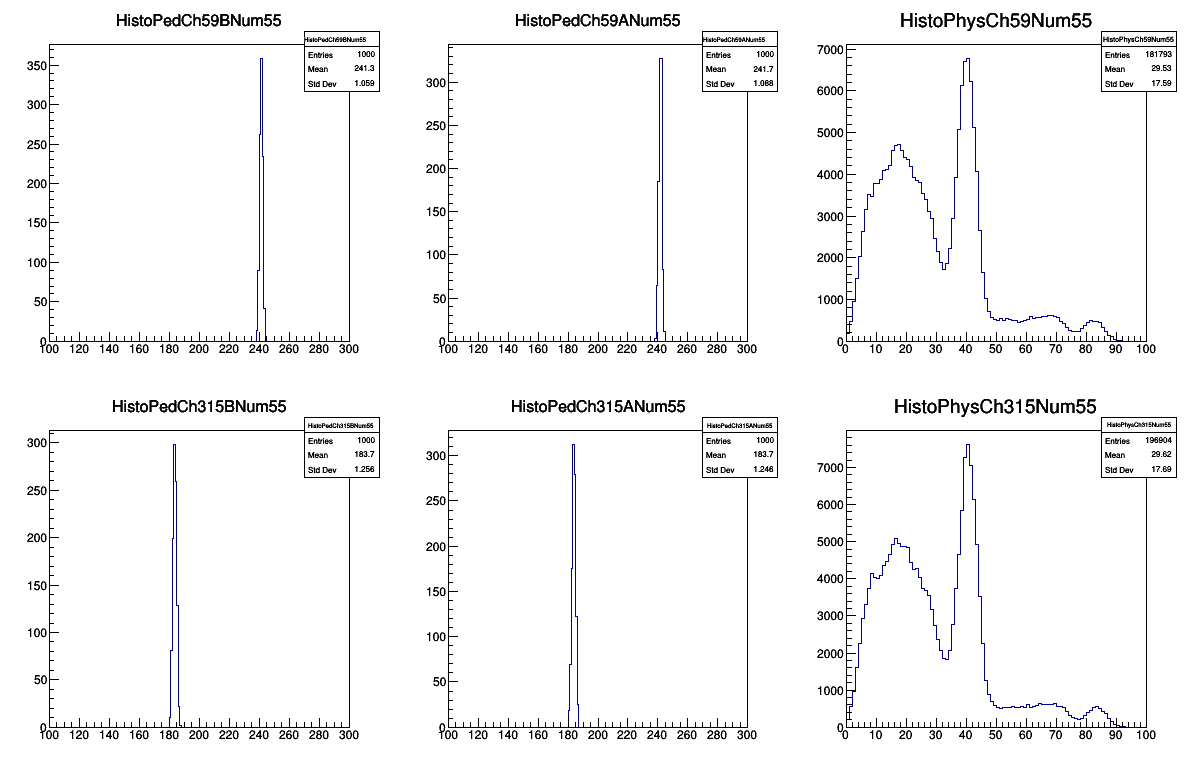 HistoPedCh59BNum55
HistoPedCh59BNum55
Entries 1000
Mean 241.3
Std Dev 1.059
350
300
250
200
150
100
50
0
100 120 140 160 180 200 220 240 260 280 300
HistoPedCh59ANum55
HistoPedCh59ANum55
Entries 1000
Mean 241.7
Std Dev 1.088
300
250
200
150
100
50
0
100 120 140 160 180 200 220 240 260 280 300
HistoPhysCh59Num55
HistoPhysCh59Num55
Entries 181793
Mean 29.53
Std Dev 17.59
7000
6000
5000
4000
3000
2000
1000
0
0 10 20 30 40 50 60 70 80 90 100
HistoPedCh315BNum55
HistoPedCh315BNum55
Entries 1000
Mean 183.7
Std Dev 1.256
300
250
200
150
100
50
0
100 120 140 160 180 200 220 240 260 280 300
HistoPedCh315ANum55
HistoPedCh315ANum55
Entries 1000
Mean 183.7
Std Dev 1.246
300
250
200
150
100
50
0
100 120 140 160 180 200 220 240 260 280 300
HistoPhysCh315Num55
HistoPhysCh315Num55
Entries 196904
Mean 29.62
Std Dev 17.69
7000
6000
5000
4000
3000
2000
1000
0
0 10 20 30 40 50 60 70 80 90 100